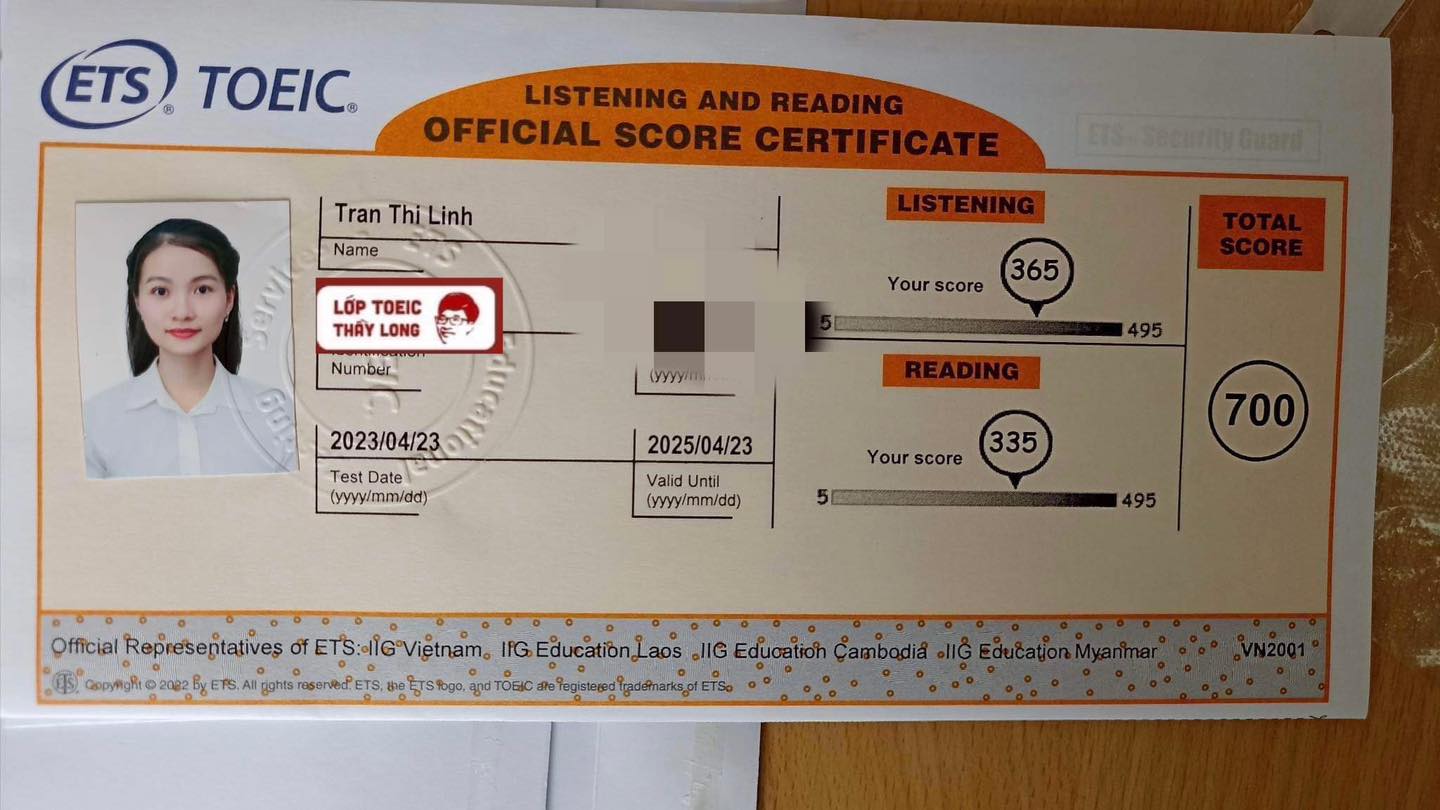 ETS® TOEIC®
LISTENING AND READING
OFFICIAL SCORE CERTIFICATE
ETS™ Security Guard
Tran Thi Linh
Name
LỚP TOEIC
THẦY LONG
Identification
Number
(yyyy/m
2023/04/23
Test Date
(yyyy/mm/dd)
2025/04/23
Valid Until
(yyyy/mm/dd)
Service
Educational
LISTENING
Your score
365
5
495
READING
Your score
335
5
495
TOTAL
SCORE
700
Official Representatives of ETS: IIG Vietnam, IIG Education Laos, IIG Education Cambodia, IIG Education Myanmar
VN2001
ETS Copyright © 2022 by ETS. All rights reserved. ETS, the ETS logo, and TOEIC are registered trademarks of ETS.